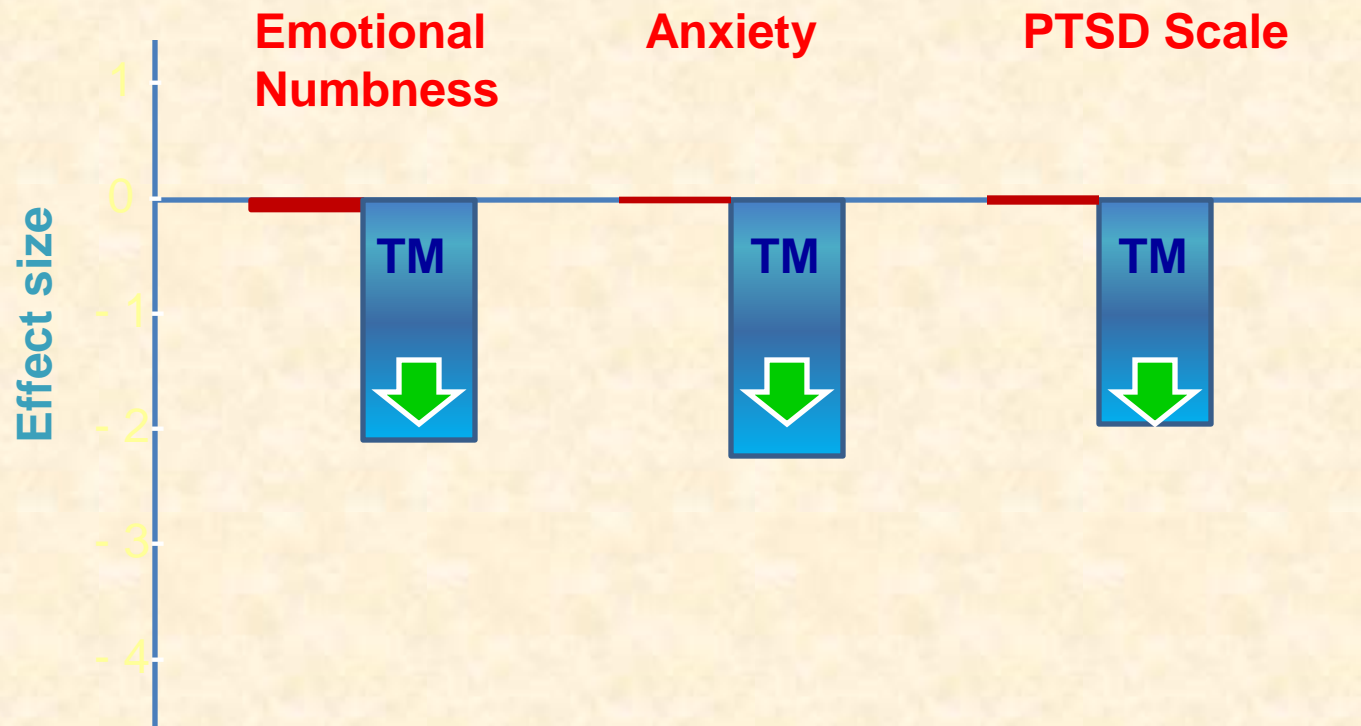 Emotional
Numbness
Anxiety
PTSD Scale
1
0
- 1
- 2
- 3
- 4
Effect size
TM
TM
TM